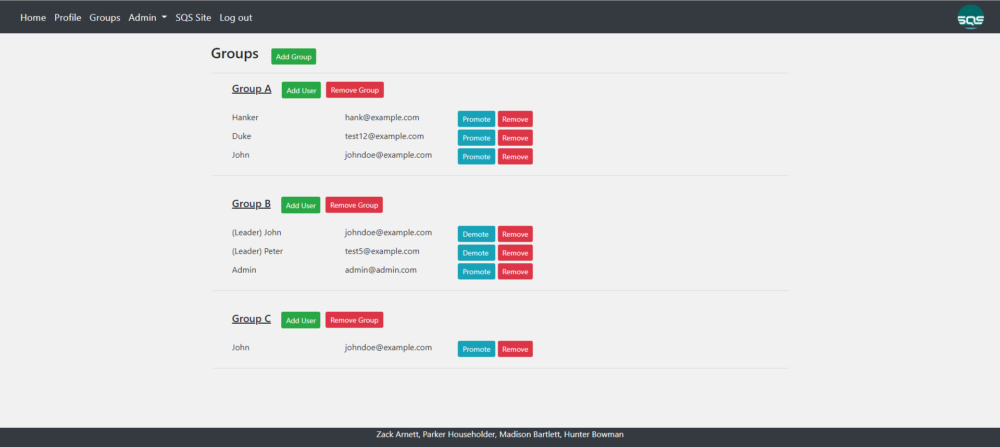 Home Profile Groups Admin SQS Site Log out SQS
Groups Add Group
Group A Add User Remove Group
Hanker hank@example.com Promote Remove
Duke test12@example.com Promote Remove
John johndoe@example.com Promote Remove
Group B Add User Remove Group
(Leader) John johndoe@example.com Demote Remove
(Leader) Peter test5@example.com Demote Remove
Admin admin@admin.com Promote Remove
Group C Add User Remove Group
John johndoe@example.com Promote Remove
Zack Arnett, Parker Householder, Madison Bartlett, Hunter Bowman